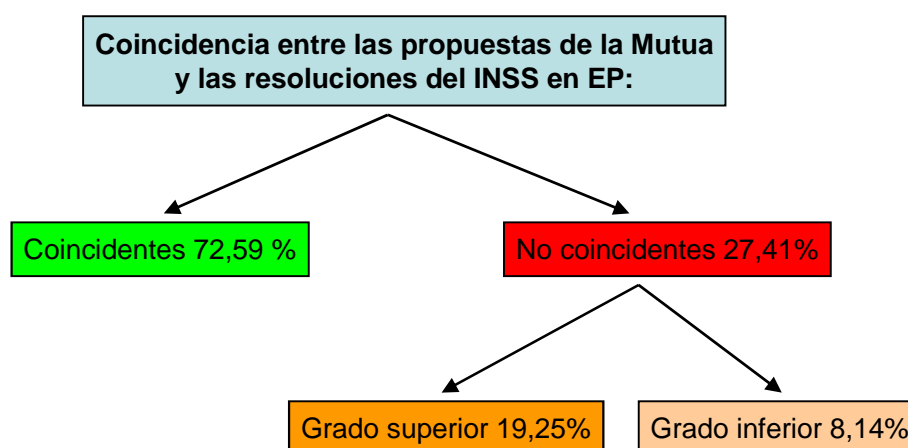 Coincidencia entre las propuestas de la Mutua
y las resoluciones del INSS en EP:
Coincidentes 72,59 %
No coincidentes 27,41%
Grado superior 19,25%
Grado inferior 8,14%